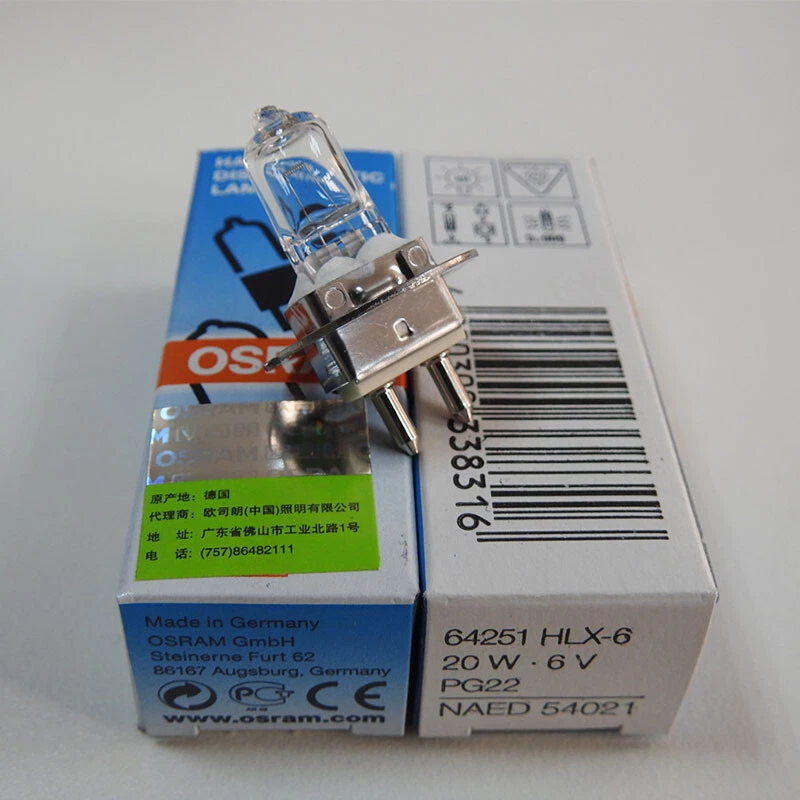 OSRAM
原产地: 德国
代理商: 欧司朗(中国)照明有限公司
地 址: 广东省佛山市工业北路1号
电 话: (757)86482111
Made in Germany
OSRAM GmbH
Steinerne Furt 62
86167 Augsburg, Germany
CE
www.osram.com
338316
64251 HLX-6
20 W · 6 V
PG22
NAED 54021